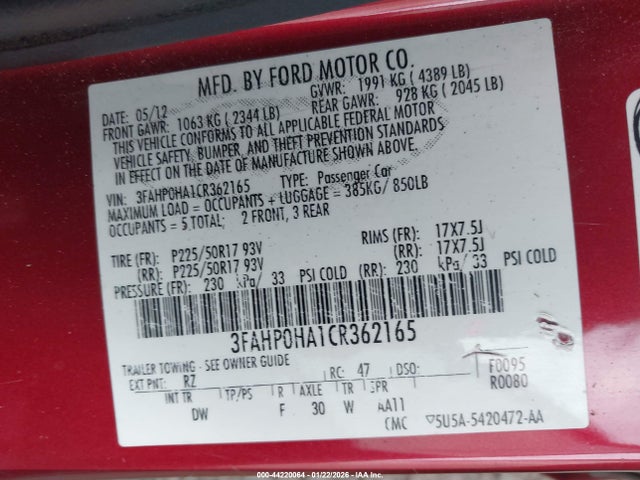 MFD. BY FORD MOTOR CO.
DATE: 05/12 GVWR: 1991 KG ( 4389 LB)
FRONT GAWR: 1063 KG ( 2344 LB) REAR GAWR: 928 KG ( 2045 LB)
THIS VEHICLE CONFORMS TO ALL APPLICABLE FEDERAL MOTOR
VEHICLE SAFETY, BUMPER, AND THEFT PREVENTION STANDARDS
IN EFFECT ON THE DATE OF MANUFACTURE SHOWN ABOVE.
VIN: 3FAHP0HA1CR362165 TYPE: Passenger Car
MAXIMUM LOAD = OCCUPANTS + LUGGAGE = 385KG/ 850LB
OCCUPANTS = 5 TOTAL; 2 FRONT, 3 REAR
TIRE (FR): P225/50R17 93V RIMS (FR): 17X7.5J
(RR): P225/50R17 93V (RR): 17X7.5J
PRESSURE (FR): 230 kPa/ 33 PSI COLD (RR): 230 kPa/ 33 PSI COLD
3FAHP0HA1CR362165
TRAILER TOWING - SEE OWNER GUIDE F0095
EXT PNT: RZ RC: 47 DSO: R0080
INT TR TP/PS R AXLE TR SPR
DW F 30 W AA11
CMC ▽5U5A-5420472-AA
000-44220064 - 01/22/2026 - IAA, Inc.